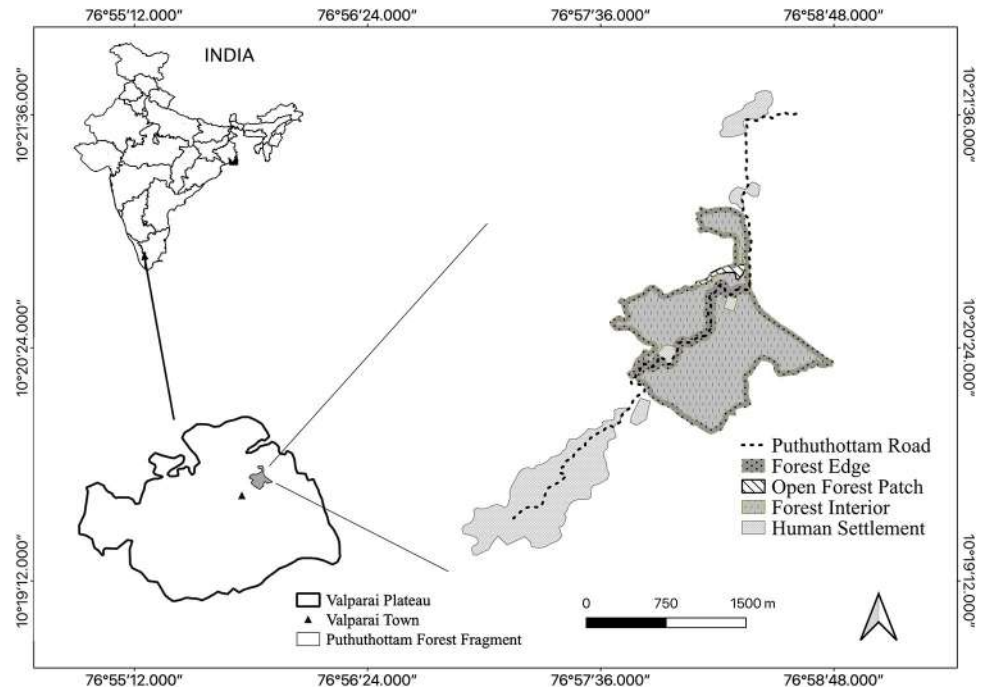 76°55′12.000″ 76°56′24.000″ 76°57′36.000″ 76°58′48.000″
INDIA
10°21′36.000″
10°21′36.000″
10°20′24.000″
10°20′24.000″
Puthuthottam Road
Forest Edge
Open Forest Patch
Forest Interior
Human Settlement
10°19′12.000″
10°19′12.000″
Valparai Plateau
Valparai Town
Puthuthottam Forest Fragment
0 750 1500 m
76°55′12.000″ 76°56′24.000″ 76°57′36.000″ 76°58′48.000″